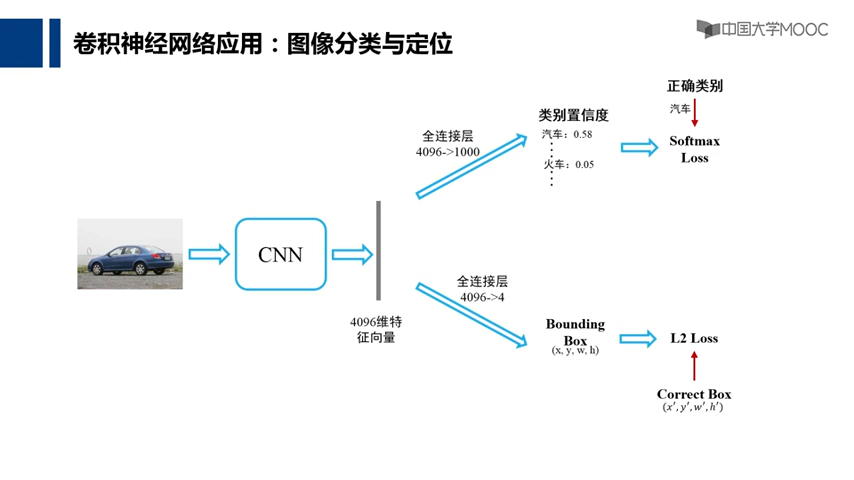 卷积神经网络应用：图像分类与定位
中国大学MOOC
正确类别
汽车
类别置信度
汽车：0.58
火车：0.05
Softmax
Loss
全连接层
4096->1000
CNN
4096维特
征向量
全连接层
4096->4
Bounding
Box
(x, y, w, h)
L2 Loss
Correct Box
(x′, y′, w′, h′)